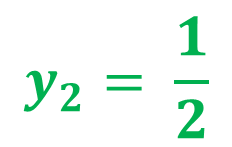 y₂ = 1/2